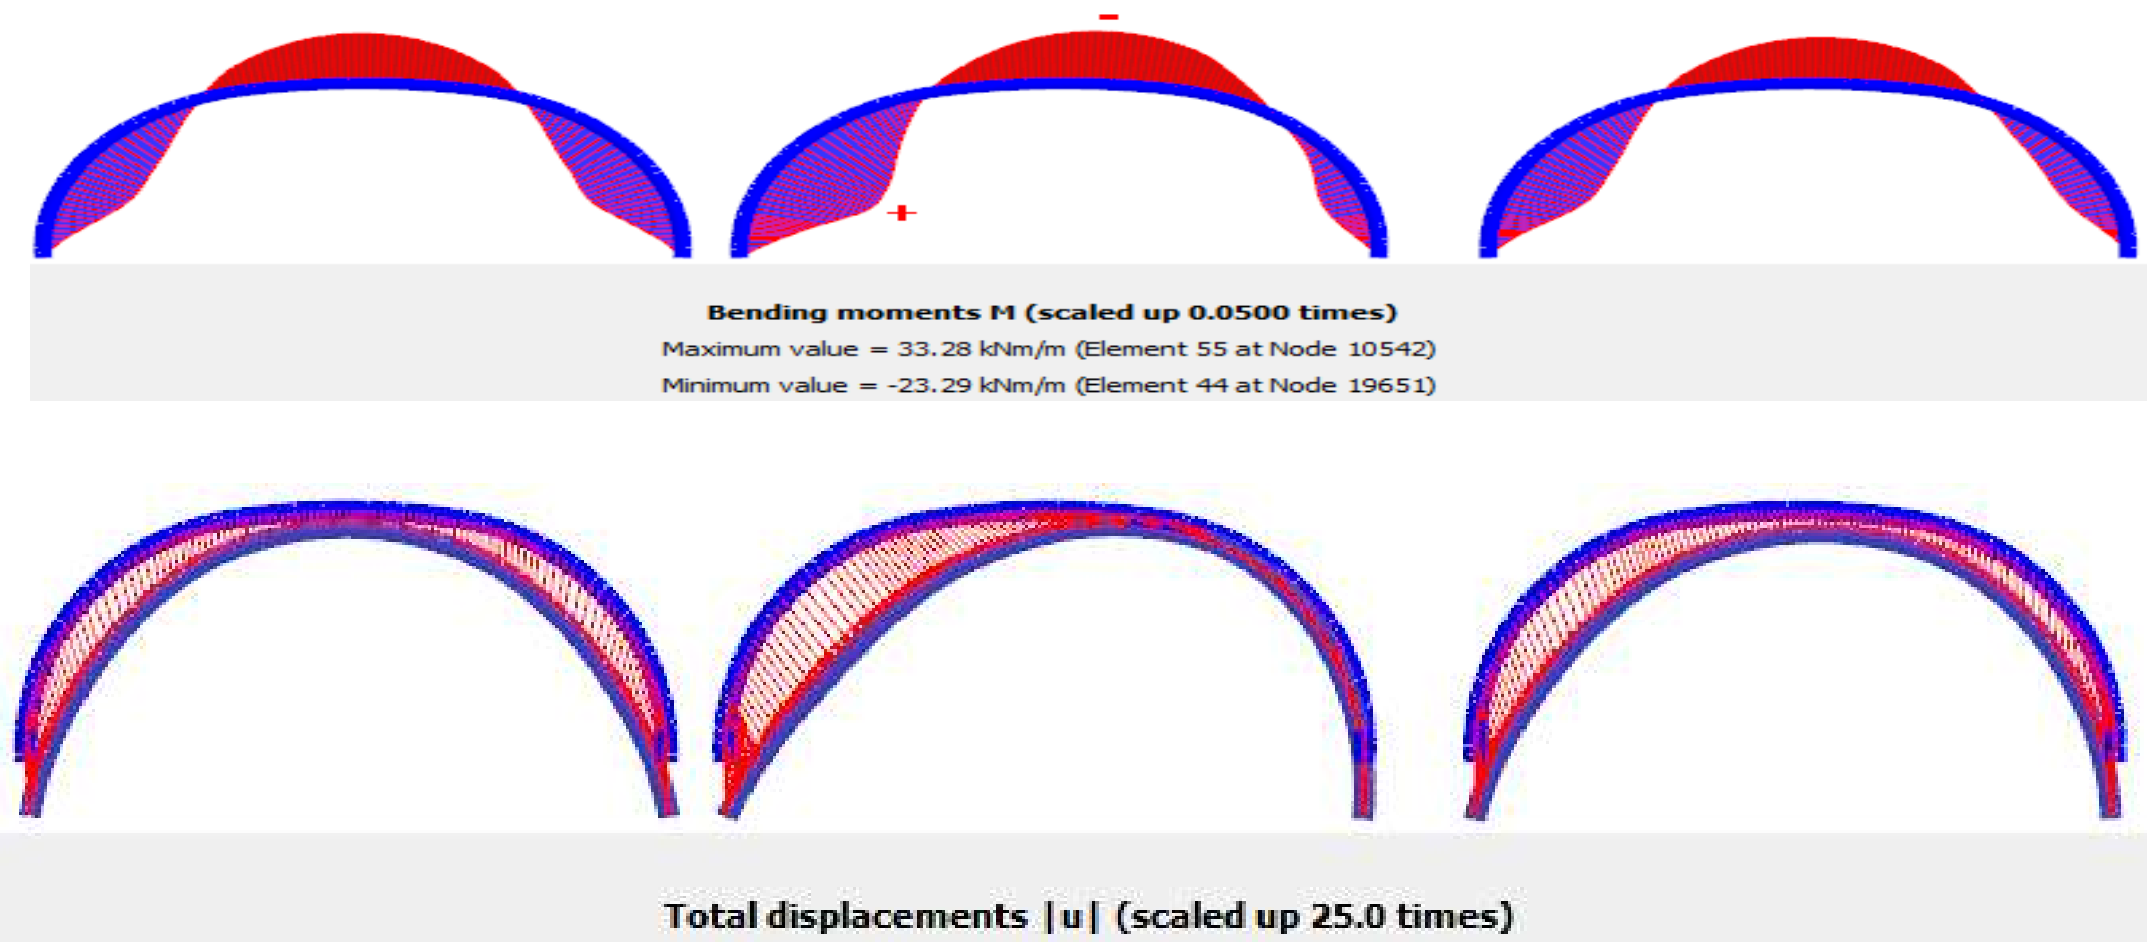 -
+
Bending moments M (scaled up 0.0500 times)
Maximum value = 33.28 kNm/m (Element 55 at Node 10542)
Minimum value = -23.29 kNm/m (Element 44 at Node 19651)
Total displacements |u| (scaled up 25.0 times)